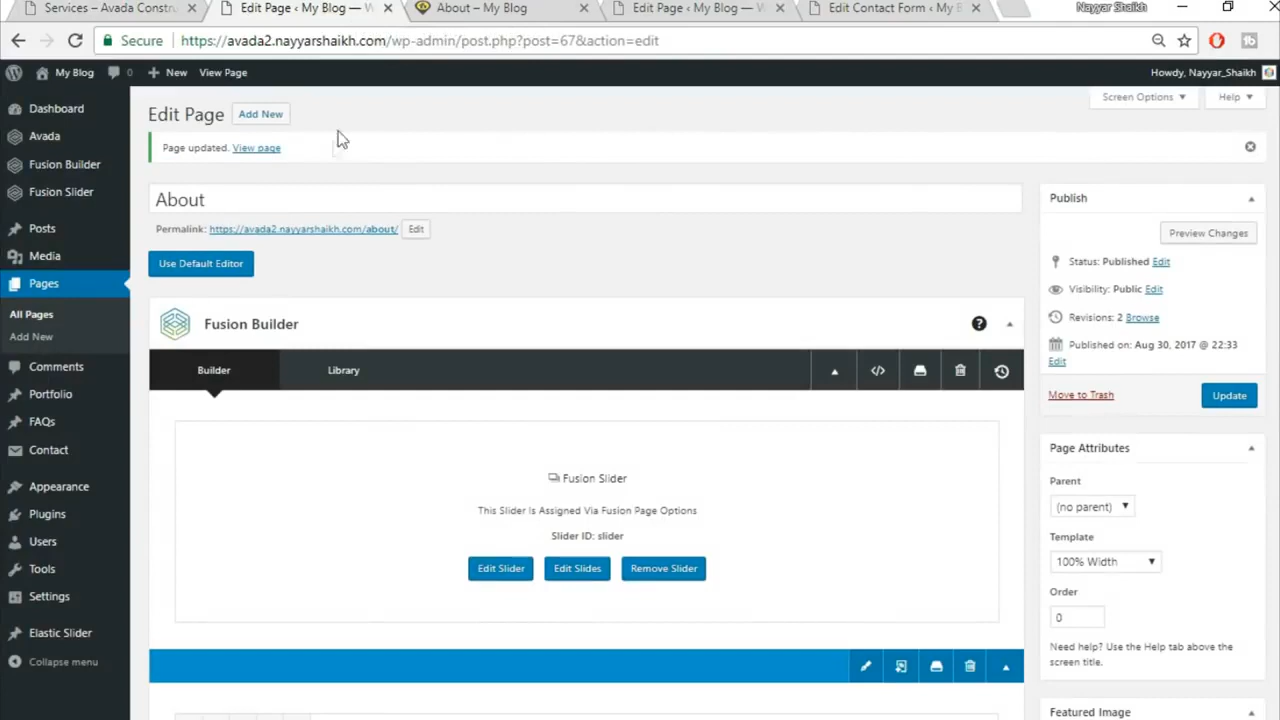 Services – Avada Constru
Edit Page ‹ My Blog —
About – My Blog
Edit Page ‹ My Blog —
Edit Contact Form ‹ My B
Nayyar Shaikh
Secure
https://avada2.nayyarshaikh.com/wp-admin/post.php?post=67&action=edit
My Blog
0
New
View Page
Howdy, Nayyar_Shaikh
Dashboard
Avada
Fusion Builder
Fusion Slider
Posts
Media
Pages
All Pages
Add New
Comments
Portfolio
FAQs
Contact
Appearance
Plugins
Users
Tools
Settings
Elastic Slider
Collapse menu
Screen Options
Help
Edit Page
Add New
Page updated. View page
About
Permalink: https://avada2.nayyarshaikh.com/about/ Edit
Use Default Editor
Fusion Builder
?
Builder
Library
</>
Fusion Slider
This Slider Is Assigned Via Fusion Page Options
Slider ID: slider
Edit Slider
Edit Slides
Remove Slider
Publish
Preview Changes
Status: Published Edit
Visibility: Public Edit
Revisions: 2 Browse
Published on: Aug 30, 2017 @ 22:33
Edit
Move to Trash
Update
Page Attributes
Parent
(no parent)
Template
100% Width
Order
0
Need help? Use the Help tab above the
screen title.
Featured Image